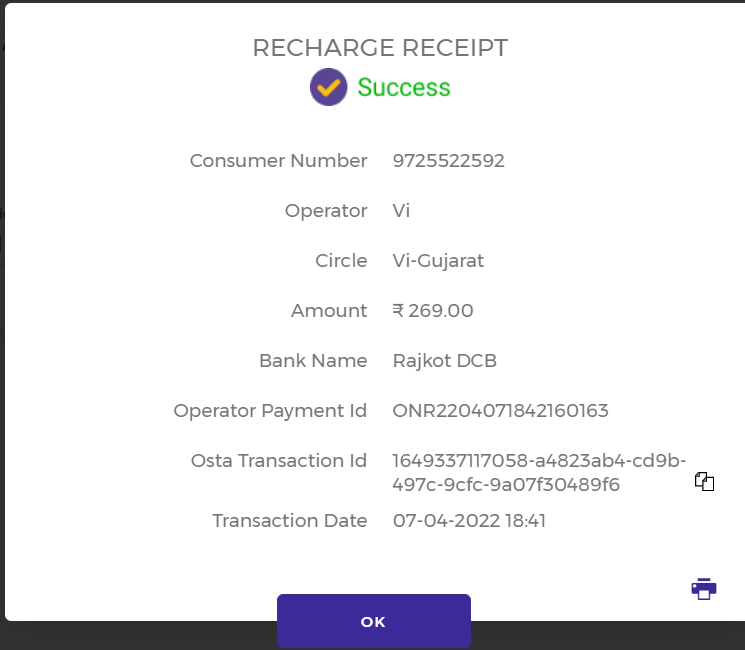 RECHARGE RECEIPT
Success
Consumer Number 9725522592
Operator Vi
Circle Vi-Gujarat
Amount ₹ 269.00
Bank Name Rajkot DCB
Operator Payment Id ONR2204071842160163
Osta Transaction Id 1649337117058-a4823ab4-cd9b-
497c-9cfc-9a07f30489f6
Transaction Date 07-04-2022 18:41
OK